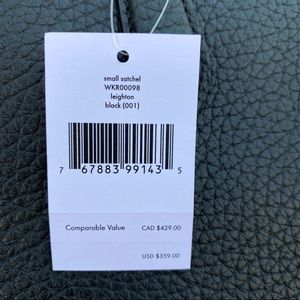 small satchel
WKR00098
leighton
black (001)
7 67883 99143 5
Comparable Value CAD $429.00
USD $359.00